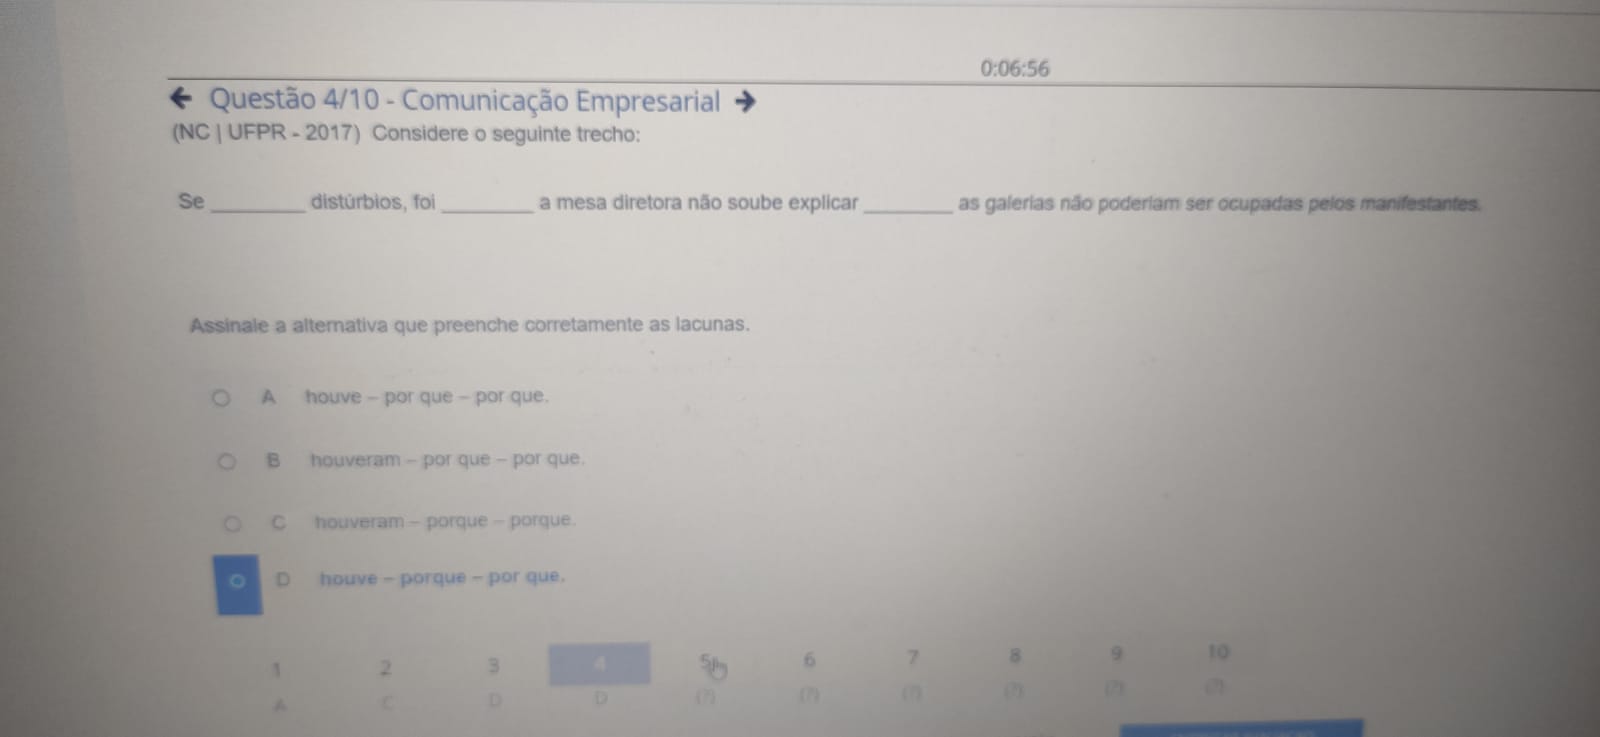 0:06:56
← Questão 4/10 - Comunicação Empresarial →
(NC | UFPR - 2017) Considere o seguinte trecho:
Se ________ distúrbios, foi ________ a mesa diretora não soube explicar ________ as galerias não poderiam ser ocupadas pelos manifestantes.
Assinale a alternativa que preenche corretamente as lacunas.
A houve – por que – por que.
B houveram – por que – por que.
C houveram – porque – porque.
D houve – porque – por que.
1 2 3 4 5 6 7 8 9 10
A C D D (?) (?) (?) (?) (?) (?)